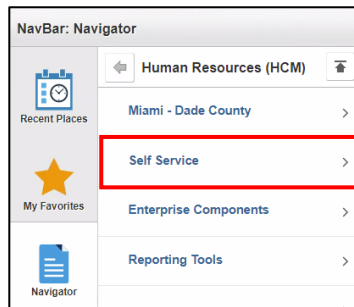 NavBar: Navigator
Human Resources (HCM)
Recent Places
Miami - Dade County
Self Service
My Favorites
Enterprise Components
Reporting Tools
Navigator